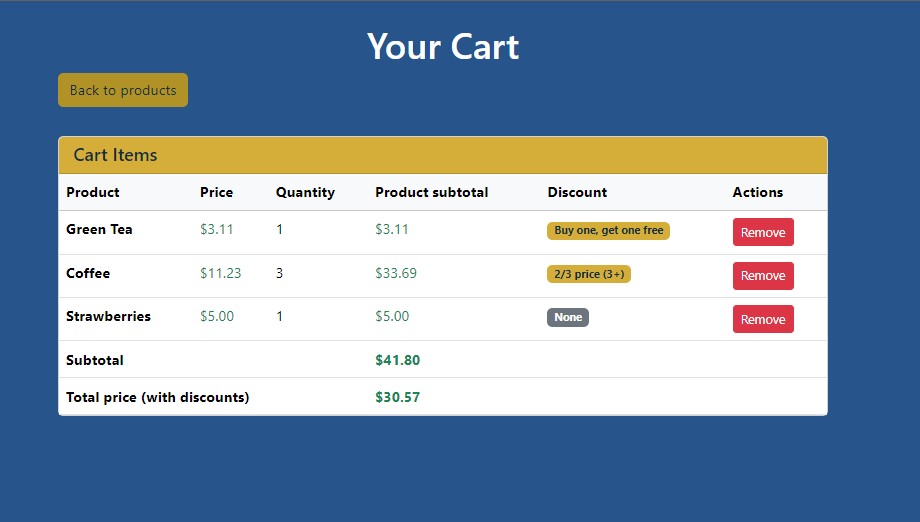 Your Cart
Back to products
Cart Items
Product Price Quantity Product subtotal Discount Actions
Green Tea $3.11 1 $3.11 Buy one, get one free Remove
Coffee $11.23 3 $33.69 2/3 price (3+) Remove
Strawberries $5.00 1 $5.00 None Remove
Subtotal $41.80
Total price (with discounts) $30.57